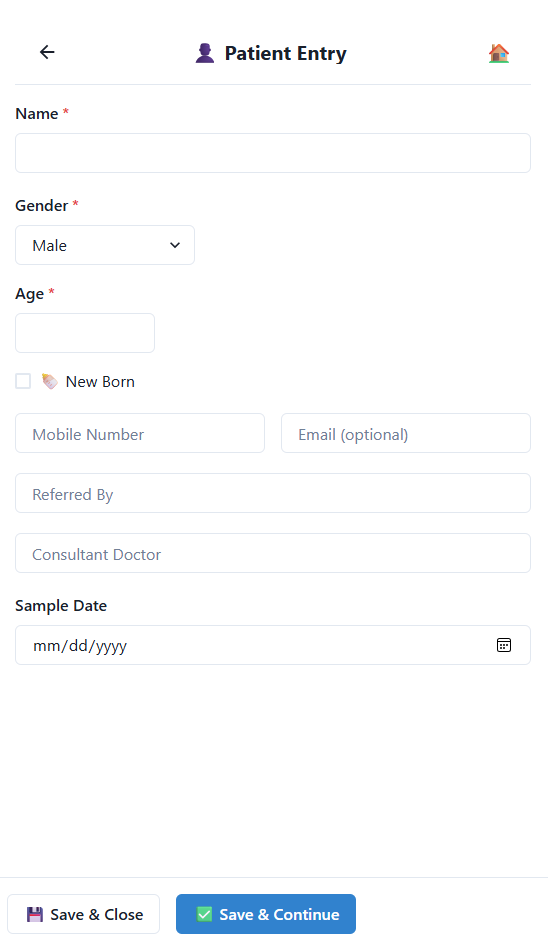 Patient Entry
Name *
Gender *
Male
Age *
New Born
Mobile Number Email (optional)
Referred By
Consultant Doctor
Sample Date
mm/dd/yyyy
Save & Close Save & Continue